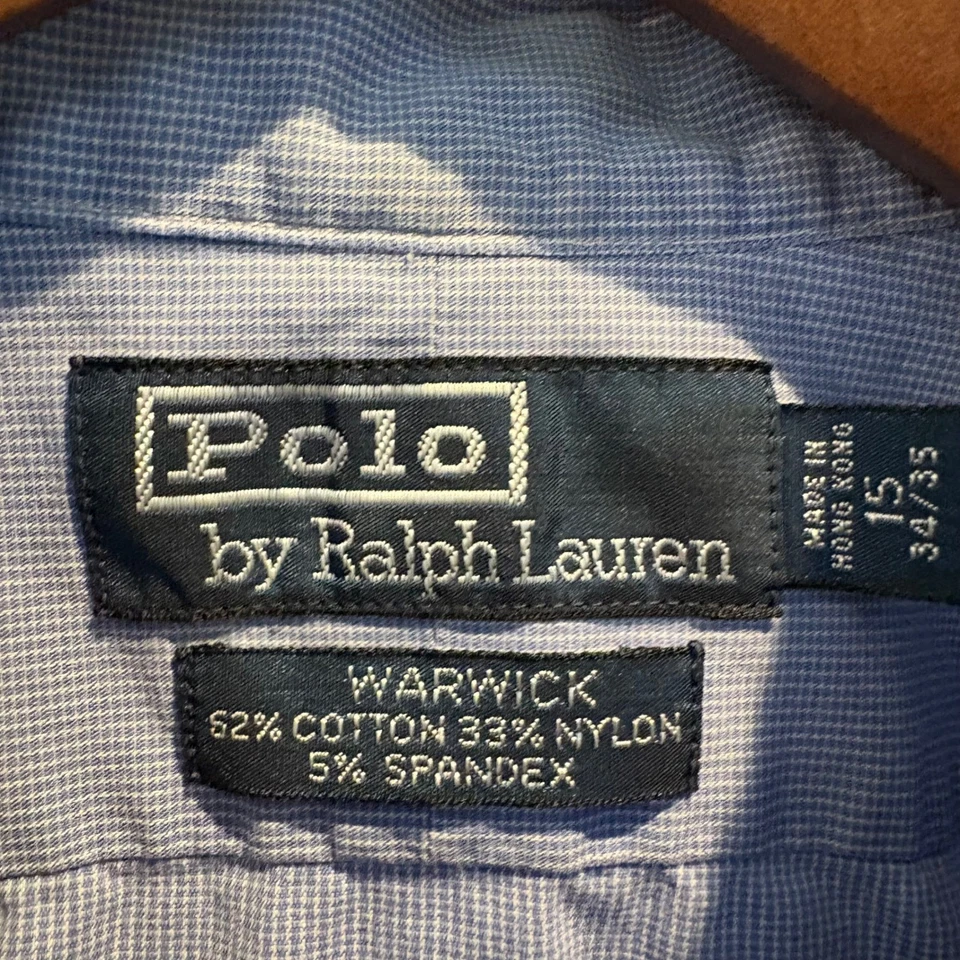 Polo
by Ralph Lauren
MADE IN
HONG KONG
15
34/35
WARWICK
62% COTTON 33% NYLON
5% SPANDEX